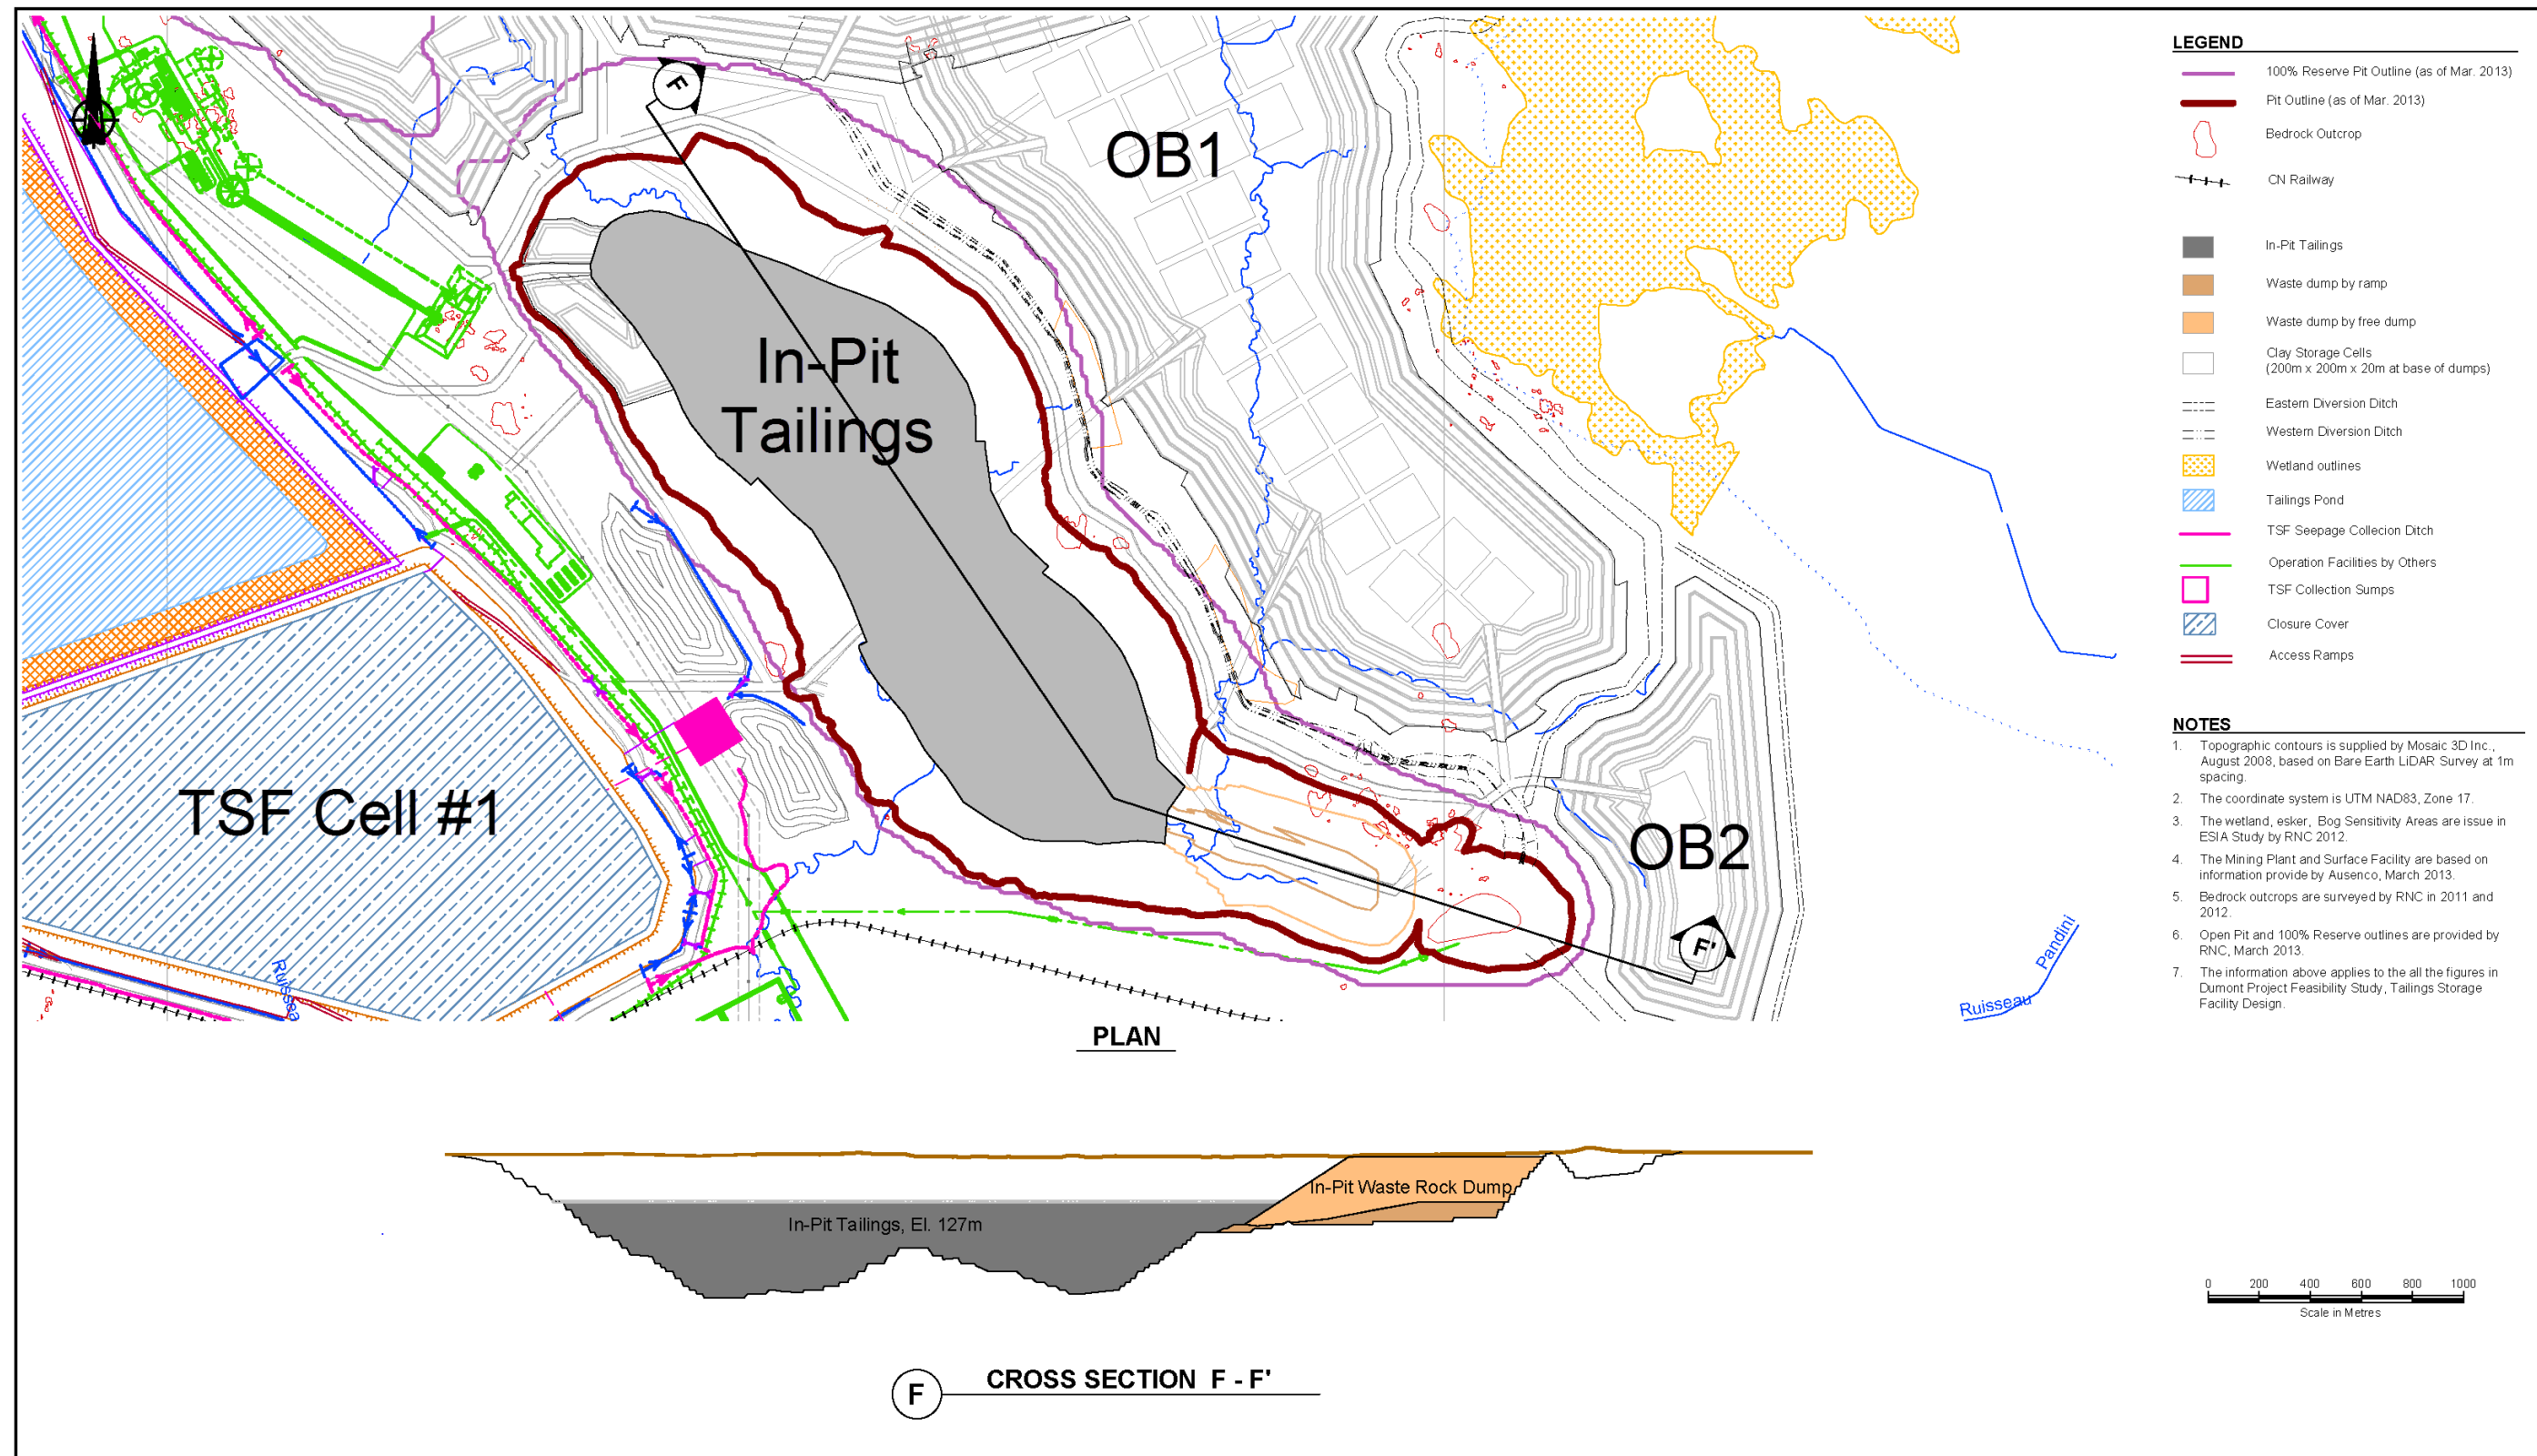 F
OB1
In-Pit
Tailings
TSF Cell #1
OB2
F'
Ruissea
Ruisseau
Pandini
PLAN
LEGEND
100% Reserve Pit Outline (as of Mar. 2013)
Pit Outline (as of Mar. 2013)
Bedrock Outcrop
CN Railway
In-Pit Tailings
Waste dump by ramp
Waste dump by free dump
Clay Storage Cells
(200m x 200m x 20m at base of dumps)
Eastern Diversion Ditch
Western Diversion Ditch
Wetland outlines
Tailings Pond
TSF Seepage Collecion Ditch
Operation Facilities by Others
TSF Collection Sumps
Closure Cover
Access Ramps
NOTES
1. Topographic contours is supplied by Mosaic 3D Inc.,
August 2008, based on Bare Earth LiDAR Survey at 1m
spacing.
2. The coordinate system is UTM NAD83, Zone 17.
3. The wetland, esker, Bog Sensitivity Areas are issue in
ESIA Study by RNC 2012.
4. The Mining Plant and Surface Facility are based on
information provide by Ausenco, March 2013.
5. Bedrock outcrops are surveyed by RNC in 2011 and
2012.
6. Open Pit and 100% Reserve outlines are provided by
RNC, March 2013.
7. The information above applies to the all the figures in
Dumont Project Feasibility Study, Tailings Storage
Facility Design.
In-Pit Waste Rock Dump
In-Pit Tailings, El. 127m
0 200 400 600 800 1000
Scale in Metres
F CROSS SECTION F - F'